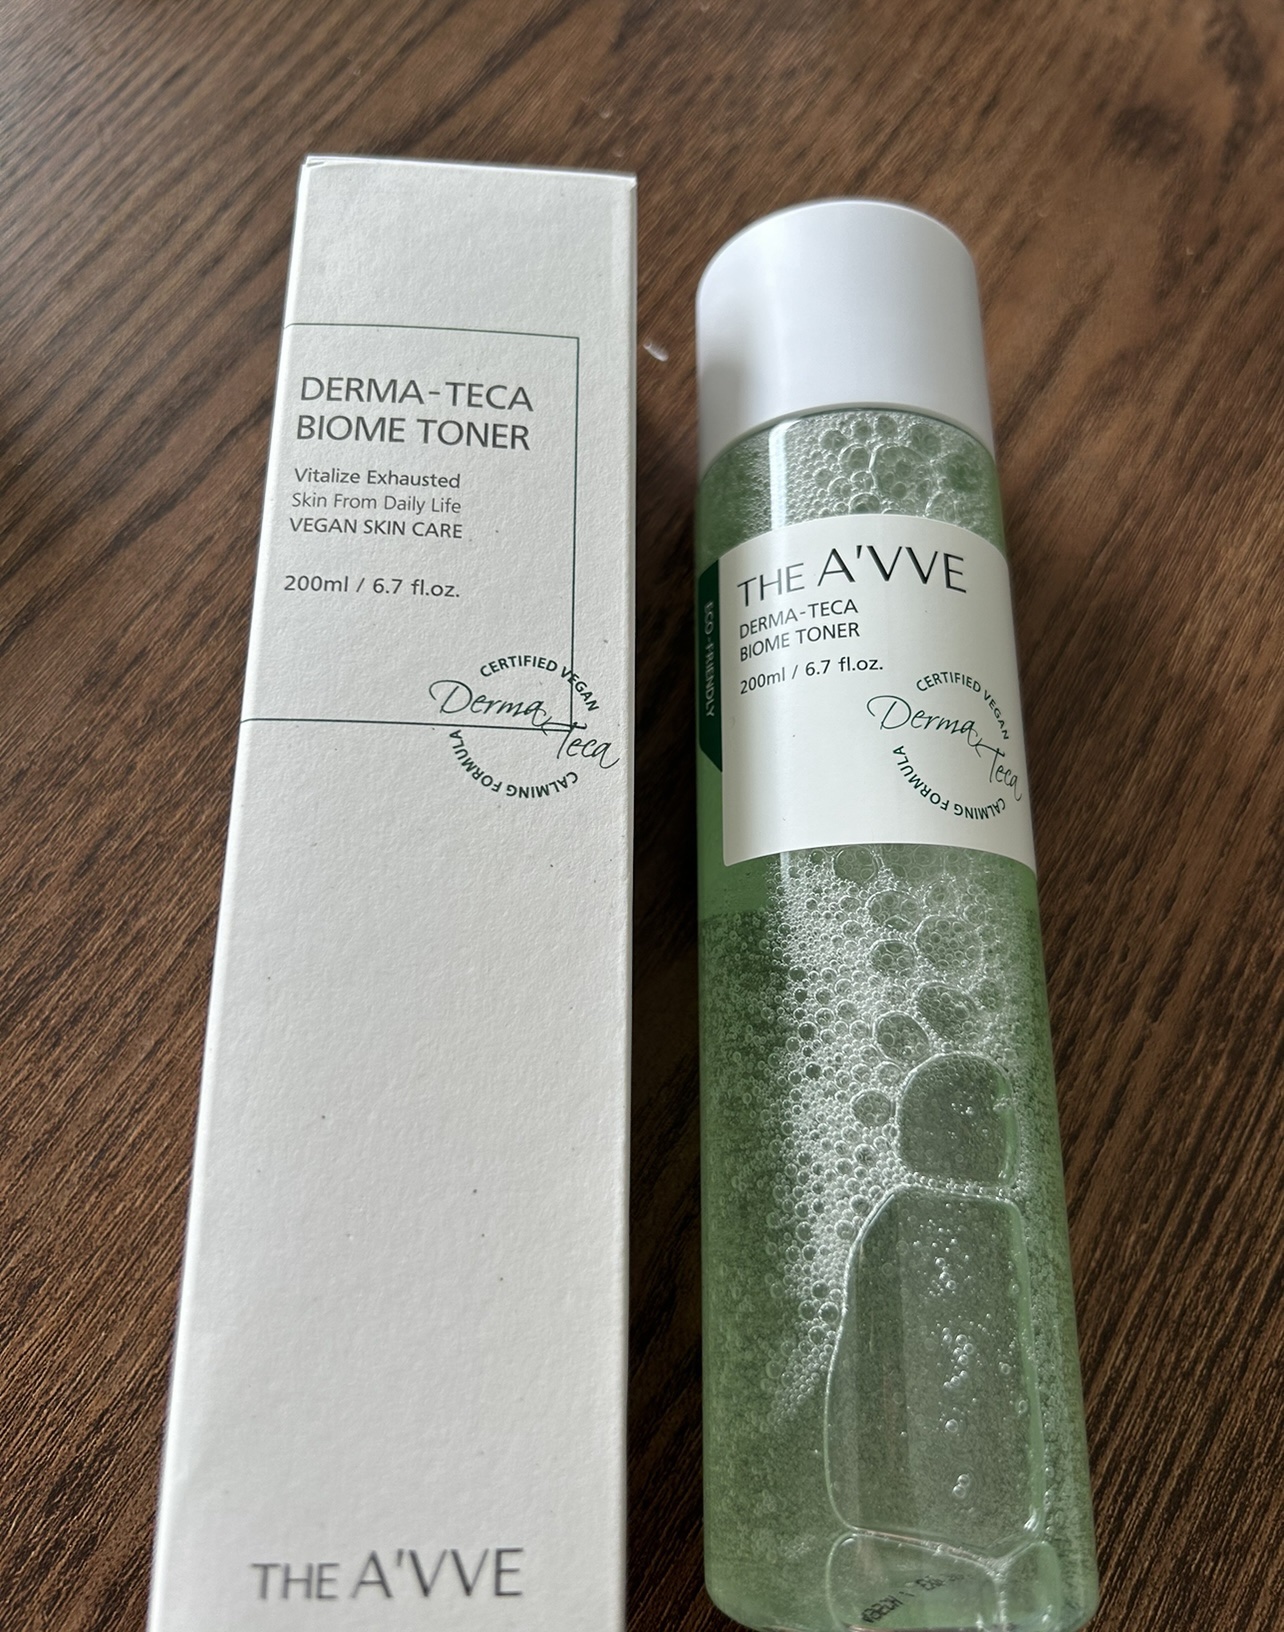 DERMA-TECA
BIOME TONER
Vitalize Exhausted
Skin From Daily Life
VEGAN SKIN CARE
200ml / 6.7 fl.oz.
CERTIFIED VEGAN
Derma Teca
CALMING FORMULA
THE A'VVE
ECO-FRIENDLY
THE A'VVE
DERMA-TECA
BIOME TONER
200ml / 6.7 fl.oz.
CERTIFIED VEGAN
Derma Teca
CALMING FORMULA